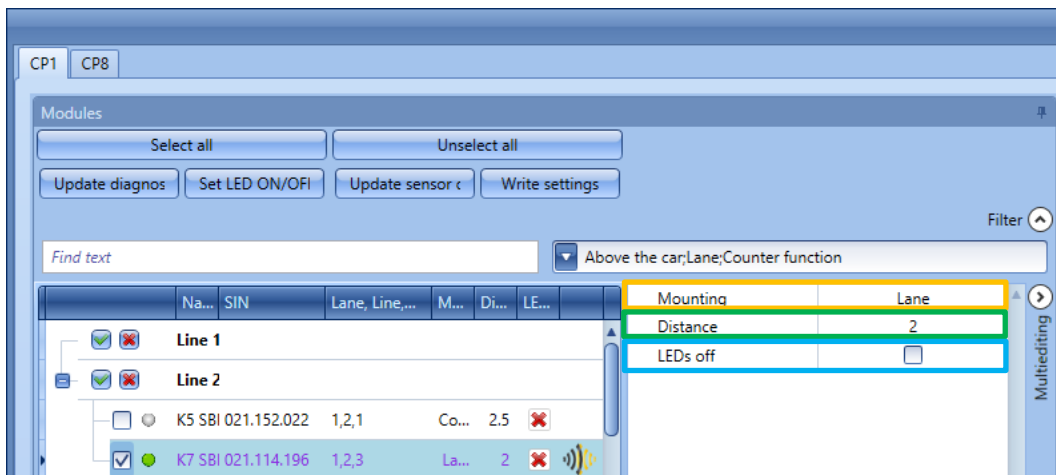 CP1 CP8
Modules
Select all Unselect all
Update diagnos Set LED ON/OFI Update sensor c Write settings
Filter
Find text Above the car;Lane;Counter function
Na... SIN Lane, Line,... M... Di... LE...
Mounting Lane
Distance 2
LEDs off
Multiediting
Line 1
Line 2
K5 SBI 021.152.022 1,2,1 Co... 2.5
K7 SBI 021.114.196 1,2,3 La... 2